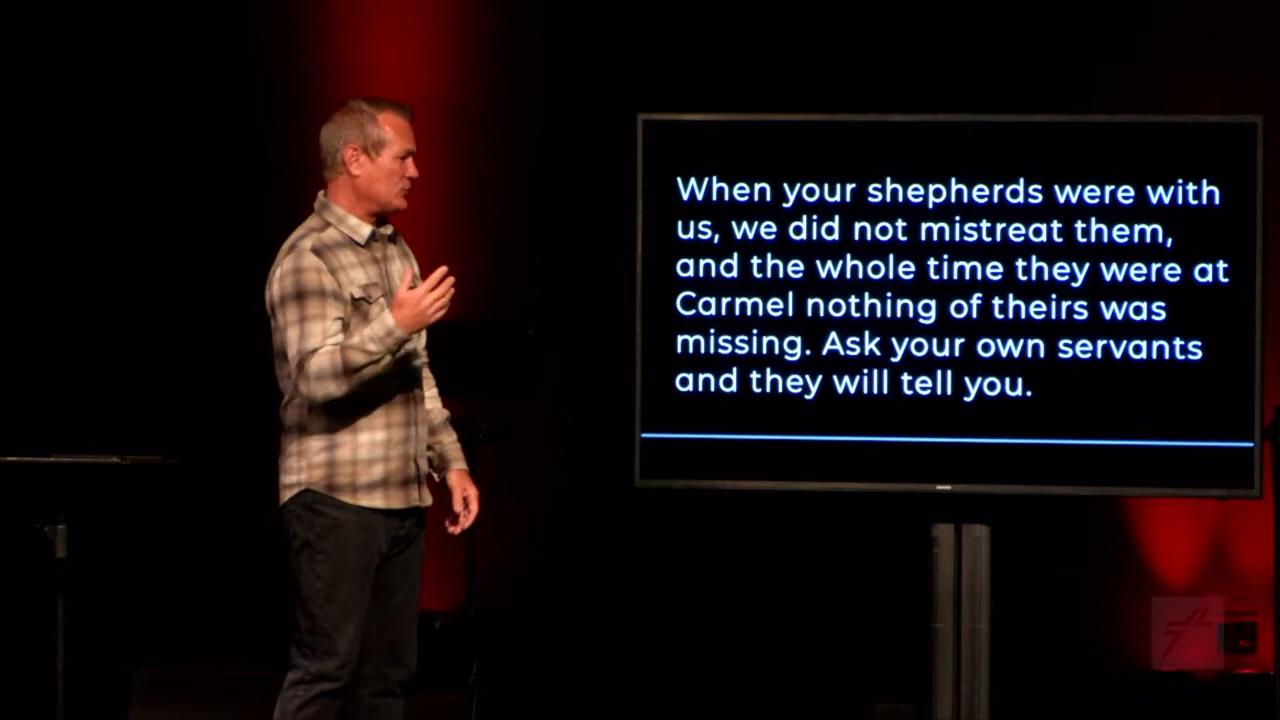 When your shepherds were with
us, we did not mistreat them,
and the whole time they were at
Carmel nothing of theirs was
missing. Ask your own servants
and they will tell you.